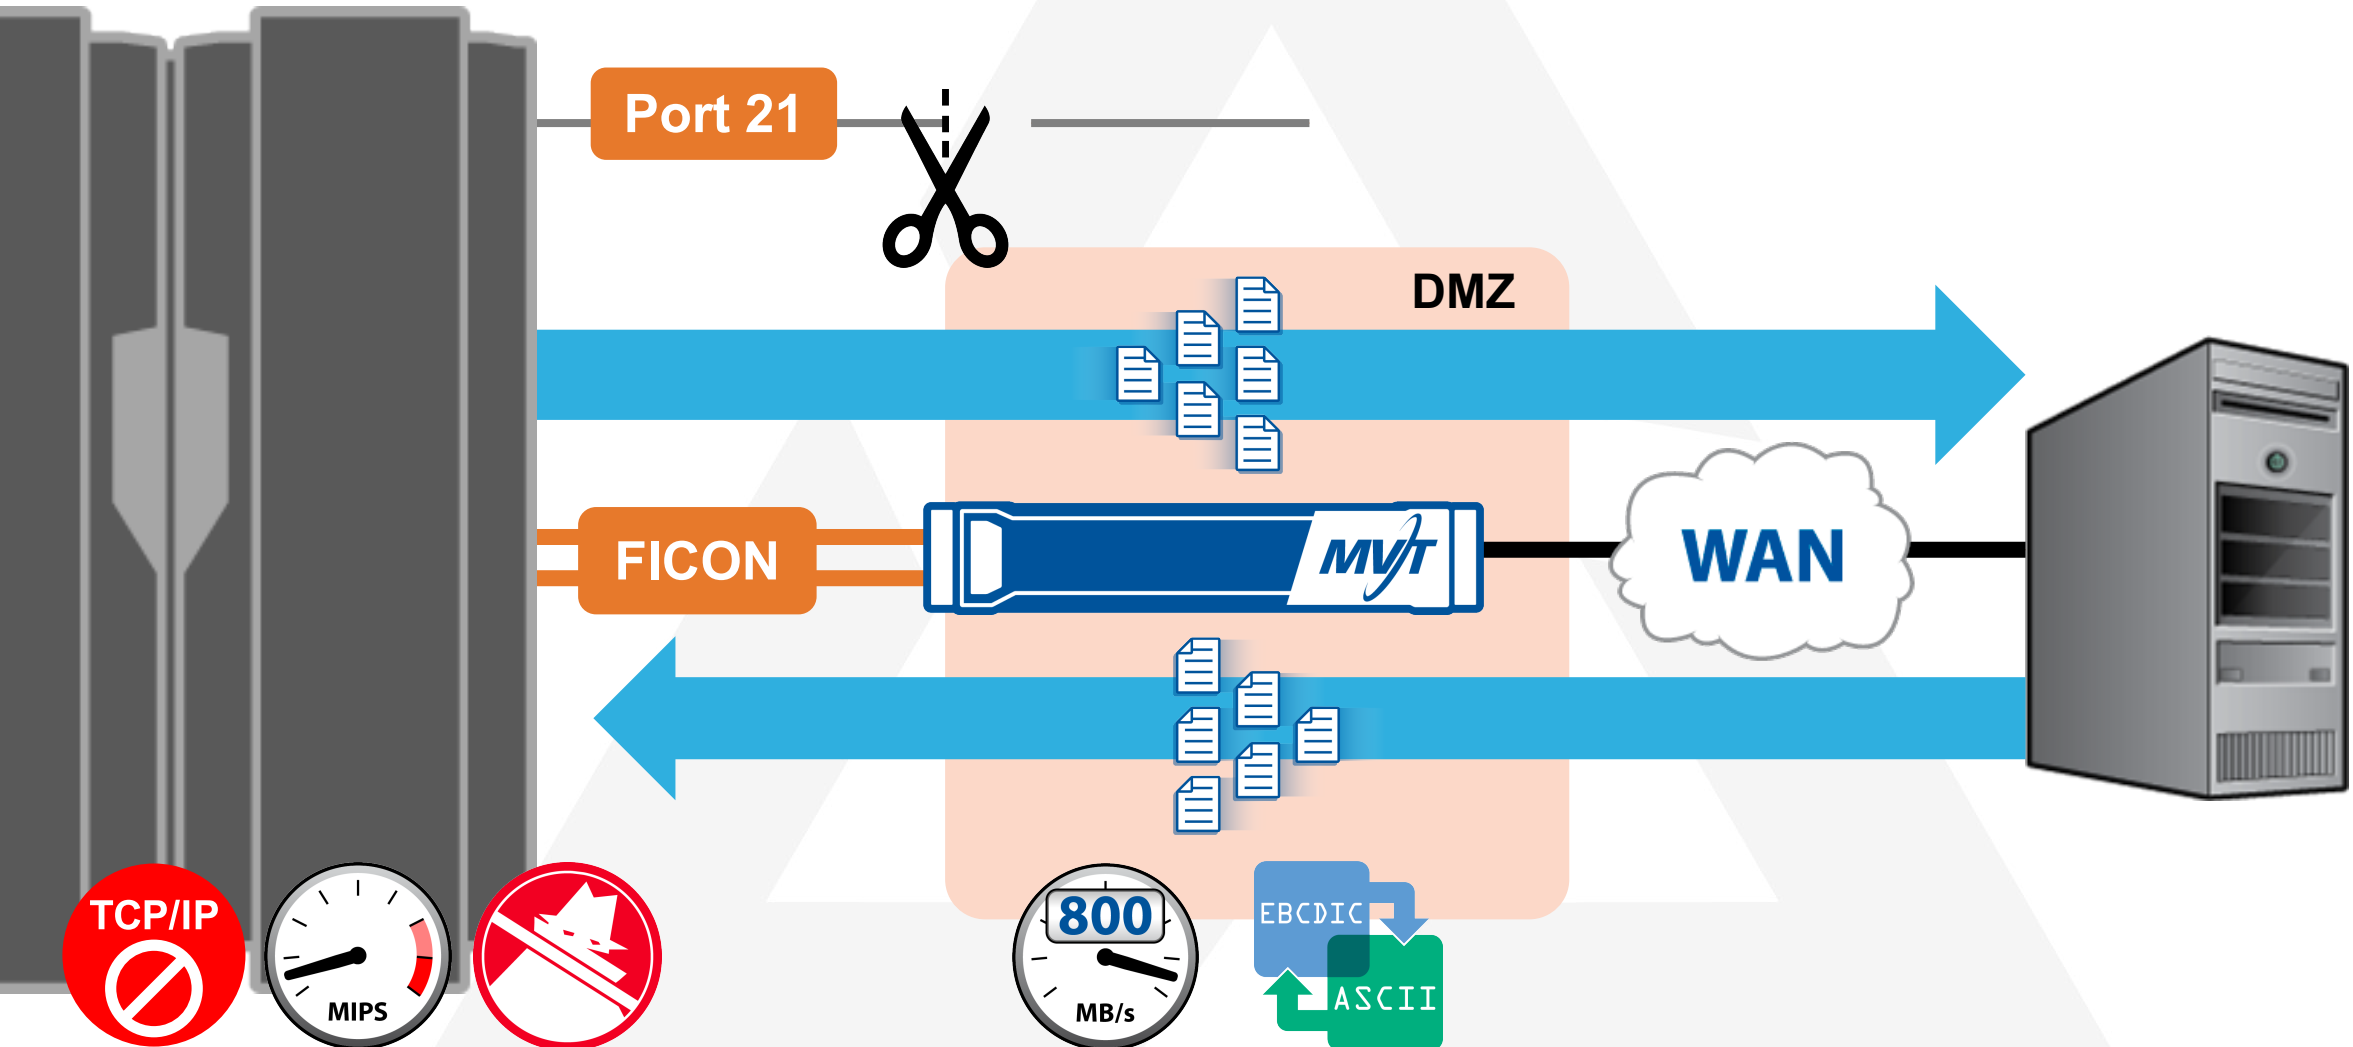 Port 21
DMZ
FICON
MVT
WAN
TCP/IP
MIPS
800
MB/s
EBCDIC
ASCII